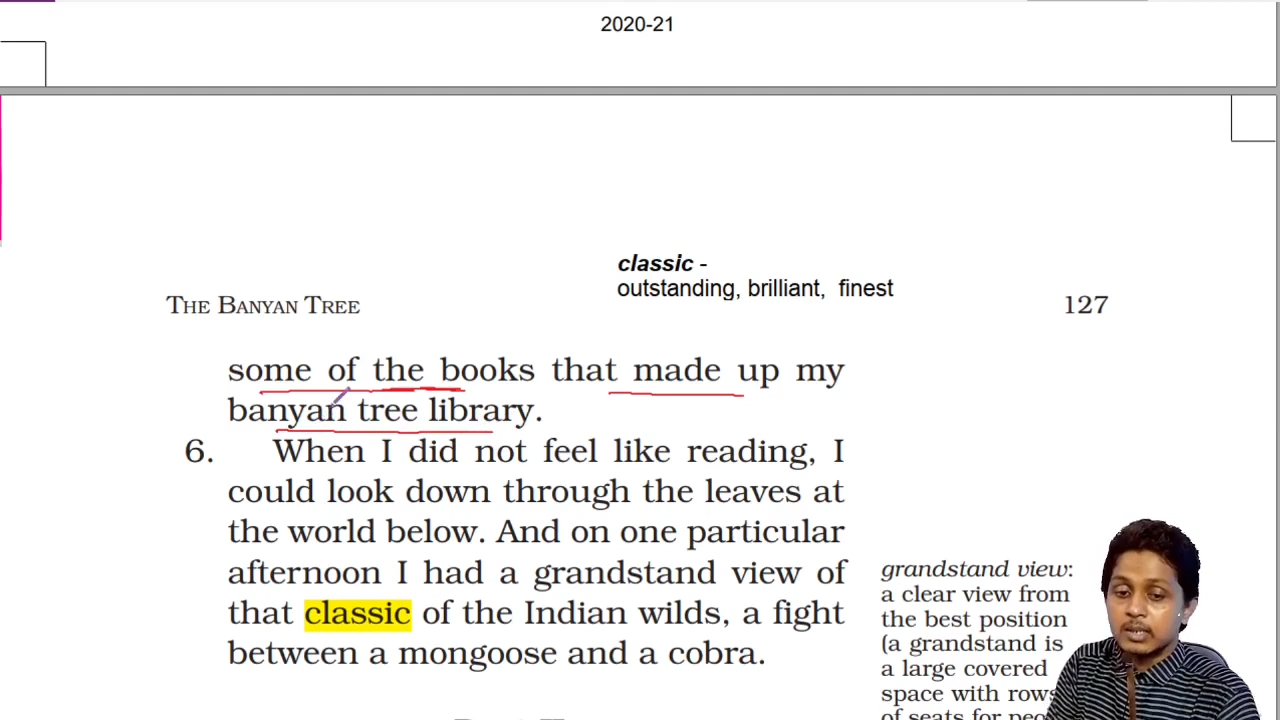 2020-21
classic -
outstanding, brilliant, finest
THE BANYAN TREE
127
some of the books that made up my
banyan tree library.
6. When I did not feel like reading, I
could look down through the leaves at
the world below. And on one particular
afternoon I had a grandstand view of
that classic of the Indian wilds, a fight
between a mongoose and a cobra.
grandstand view:
a clear view from
the best position
(a grandstand is
a large covered
space with rows
of seats for